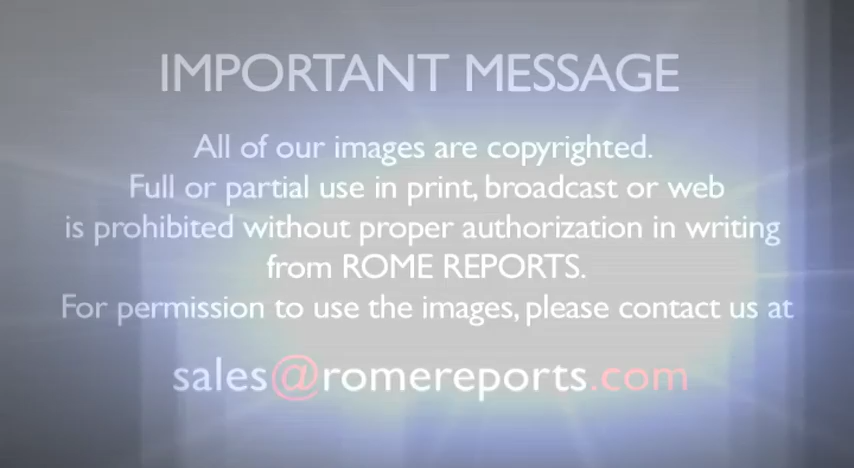 IMPORTANT MESSAGE
All of our images are copyrighted.
Full or partial use in print, broadcast or web
is prohibited without proper authorization in writing
from ROME REPORTS.
For permission to use the images, please contact us at
sales@romereports.com